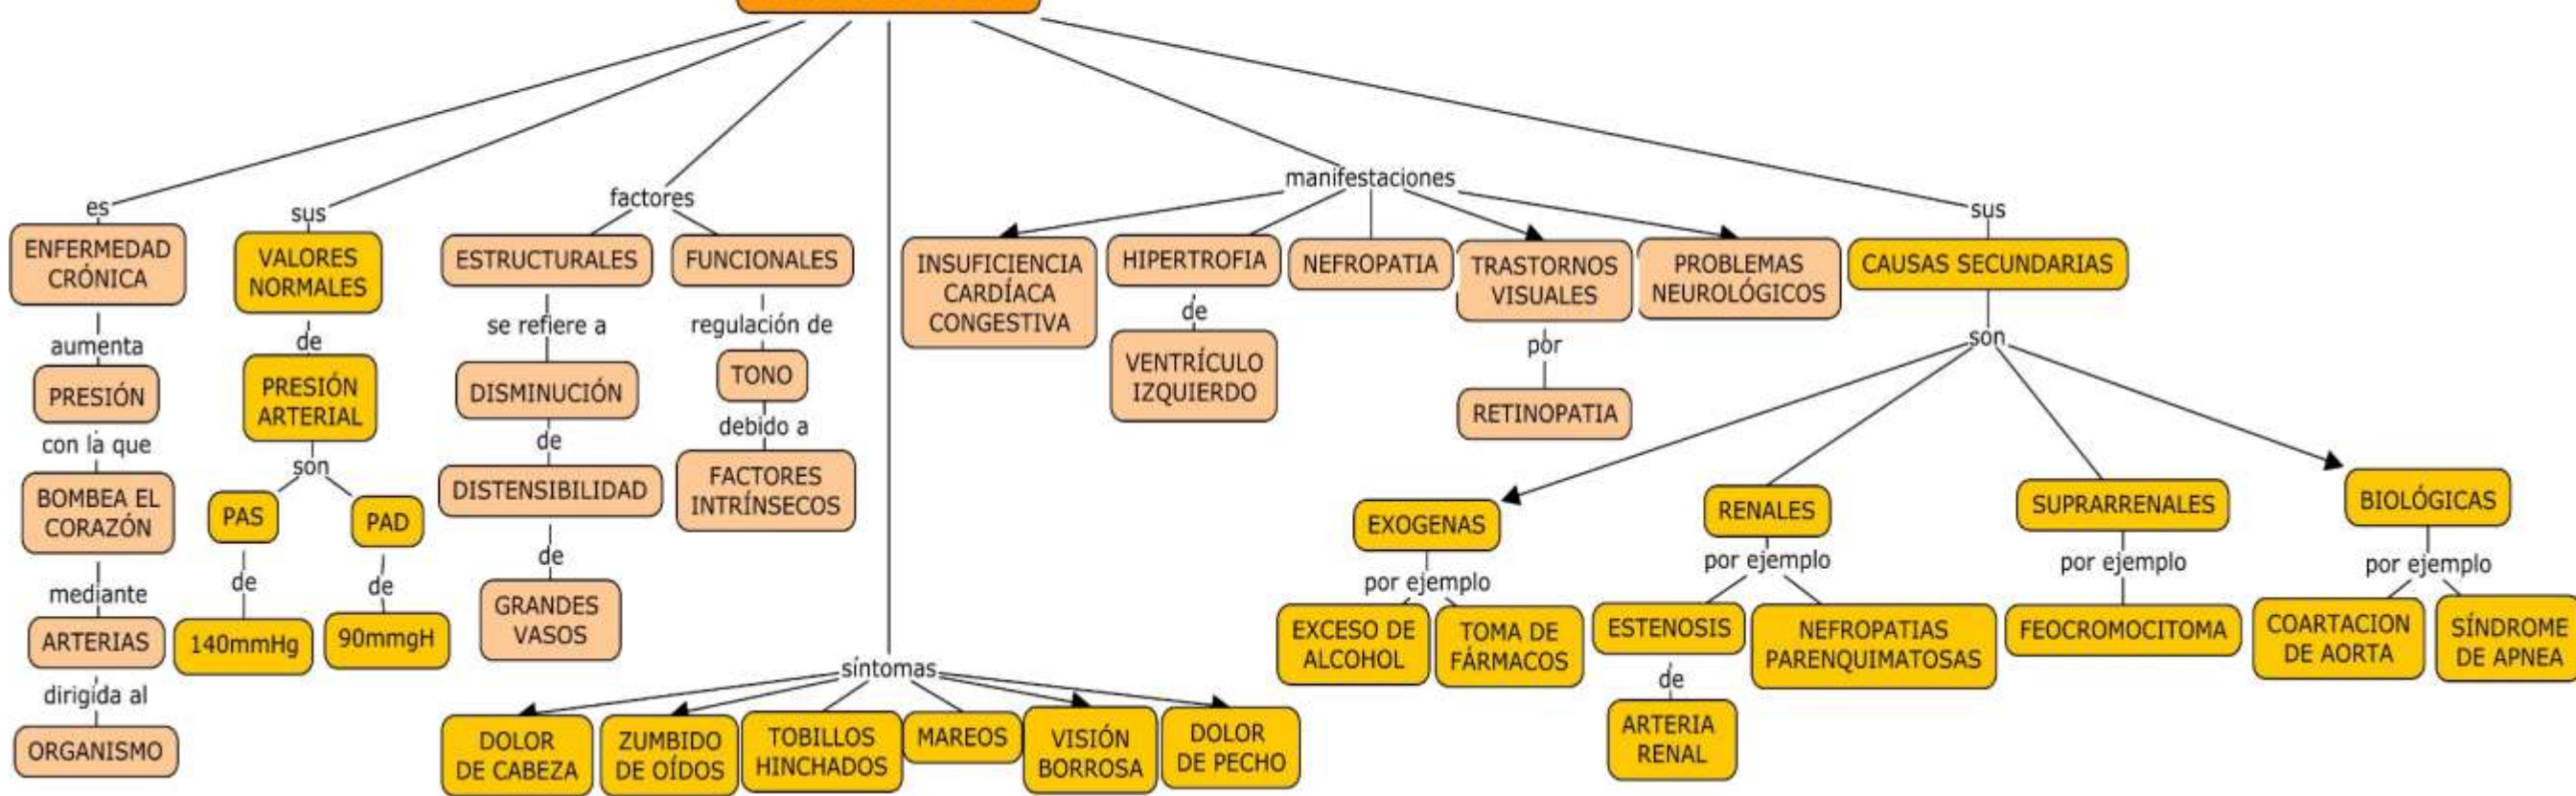 es
ENFERMEDAD
CRÓNICA
aumenta
PRESIÓN
con la que
BOMBEA EL
CORAZÓN
mediante
ARTERIAS
dirigida al
ORGANISMO
sus
VALORES
NORMALES
de
PRESIÓN
ARTERIAL
son
PAS
de
140mmHg
PAD
de
90mmgH
factores
ESTRUCTURALES
se refiere a
DISMINUCIÓN
de
DISTENSIBILIDAD
de
GRANDES
VASOS
FUNCIONALES
regulación de
TONO
debido a
FACTORES
INTRÍNSECOS
síntomas
DOLOR
DE CABEZA
ZUMBIDO
DE OÍDOS
TOBILLOS
HINCHADOS
MAREOS
VISIÓN
BORROSA
DOLOR
DE PECHO
manifestaciones
INSUFICIENCIA
CARDÍACA
CONGESTIVA
HIPERTROFIA
de
VENTRÍCULO
IZQUIERDO
NEFROPATIA
TRASTORNOS
VISUALES
por
RETINOPATIA
PROBLEMAS
NEUROLÓGICOS
sus
CAUSAS SECUNDARIAS
son
EXOGENAS
por ejemplo
EXCESO DE
ALCOHOL
TOMA DE
FÁRMACOS
RENALES
por ejemplo
ESTENOSIS
de
ARTERIA
RENAL
NEFROPATIAS
PARENQUIMATOSAS
SUPRARRENALES
por ejemplo
FEOCROMOCITOMA
BIOLÓGICAS
por ejemplo
COARTACION
DE AORTA
SÍNDROME
DE APNEA